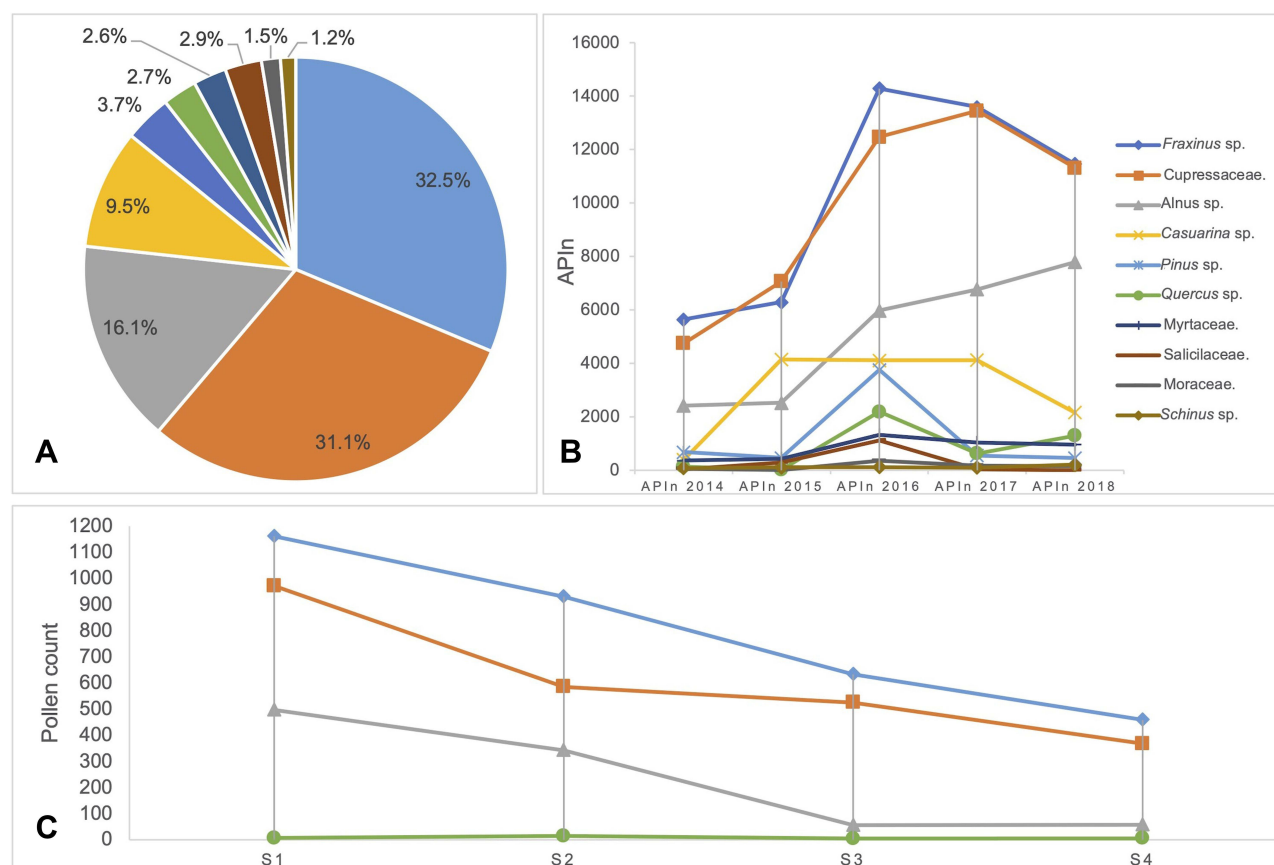 2.6%
2.9%
1.5%
1.2%
2.7%
3.7%
32.5%
9.5%
16.1%
31.1%
A
16000
14000
12000
10000
8000
6000
4000
2000
0
APIn
APIn 2014
APIn 2015
APIn 2016
APIn 2017
APIn 2018
B
Fraxinus sp.
Cupressaceae.
Alnus sp.
Casuarina sp.
Pinus sp.
Quercus sp.
Myrtaceae.
Salicilaceae.
Moraceae.
Schinus sp.
1200
1100
1000
900
800
700
600
500
400
300
200
100
0
Pollen count
C
S1
S2
S3
S4